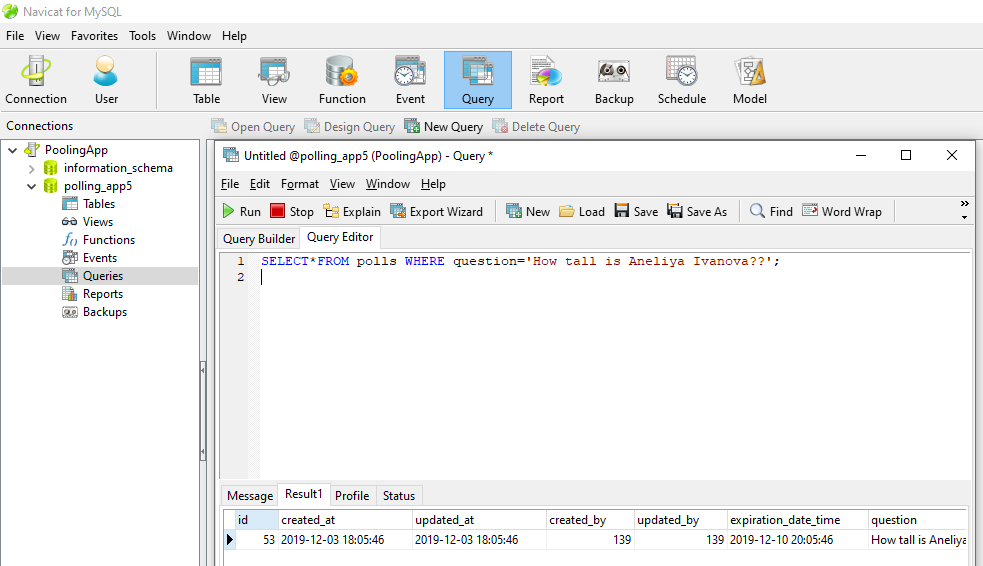 Navicat for MySQL
File View Favorites Tools Window Help
Connection User Table View Function Event Query Report Backup Schedule Model
Connections
Open Query Design Query New Query Delete Query
PoolingApp
information_schema
polling_app5
Tables
Views
Functions
Events
Queries
Reports
Backups
Untitled @polling_app5 (PoolingApp) - Query *
File Edit Format View Window Help
Run Stop Explain Export Wizard New Load Save Save As Find Word Wrap
Query Builder Query Editor
1 SELECT*FROM polls WHERE question='How tall is Aneliya Ivanova??';
2
Message Result1 Profile Status
id created_at updated_at created_by updated_by expiration_date_time question
53 2019-12-03 18:05:46 2019-12-03 18:05:46 139 139 2019-12-10 20:05:46 How tall is Aneliya